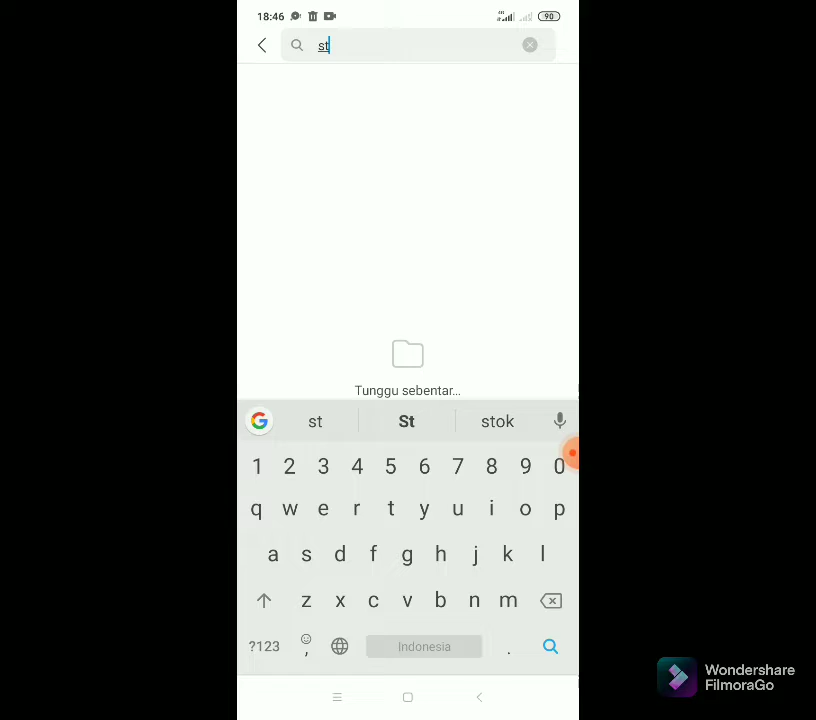 18:46
90
st
Tunggu sebentar...
st St stok
1 2 3 4 5 6 7 8 9 0
q w e r t y u i o p
a s d f g h j k l
z x c v b n m
?123 , Indonesia .
Wondershare
FilmoraGo